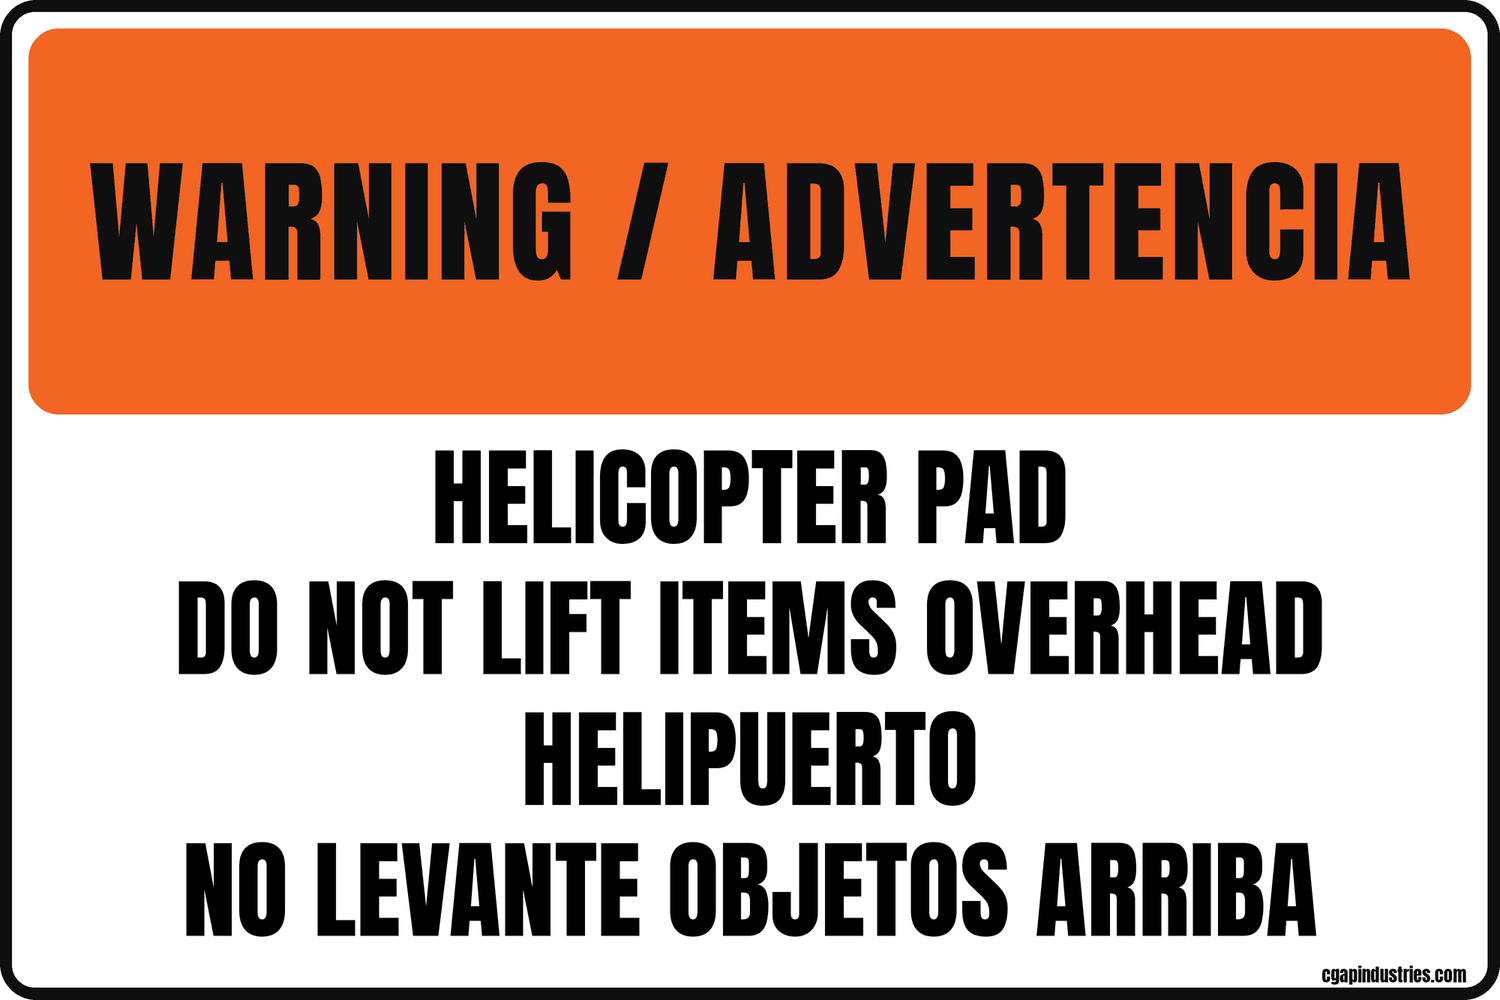 WARNING / ADVERTENCIA
HELICOPTER PAD
DO NOT LIFT ITEMS OVERHEAD
HELIPUERTO
NO LEVANTE OBJETOS ARRIBA
cgapindustries.com